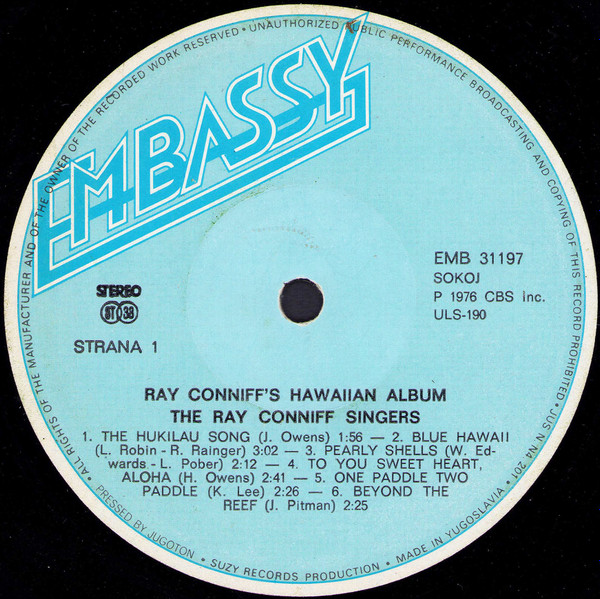 • ALL RIGHTS OF THE MANUFACTURER AND OF THE OWNER OF THE RECORDED WORK RESERVED • UNAUTHORIZED PUBLIC PERFORMANCE BROADCASTING AND COPYING OF THIS RECORD PROHIBITED • JUS N N4 201 •
EMBASSY
EMB 31197
SOKOJ
P 1976 CBS Inc.
ULS-190
STEREO
ST 33
STRANA 1
RAY CONNIFF'S HAWAIIAN ALBUM
THE RAY CONNIFF SINGERS
1. THE HUKILAU SONG (J. Owens) 1:56 — 2. BLUE HAWAII
(L. Robin - R. Rainger) 3:02 — 3. PEARLY SHELLS (W. Ed-
wards - L. Pober) 2:12 — 4. TO YOU SWEET HEART,
ALOHA (H. Owens) 2:41 — 5. ONE PADDLE TWO
PADDLE (K. Lee) 2:26 — 6. BEYOND THE
REEF (J. Pitman) 2:25
PRESSED BY JUGOTON • SUZY RECORDS PRODUCTION • MADE IN YUGOSLAVIA •